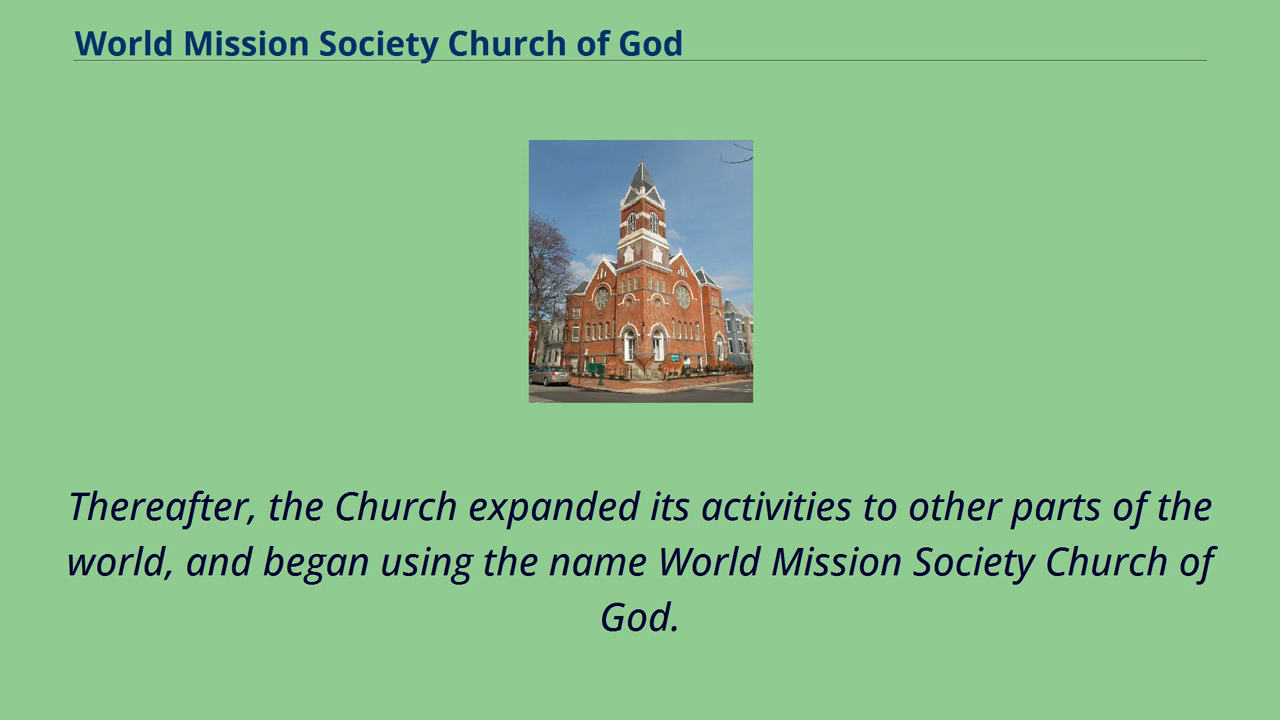 World Mission Society Church of God
Thereafter, the Church expanded its activities to other parts of the
world, and began using the name World Mission Society Church of
God.